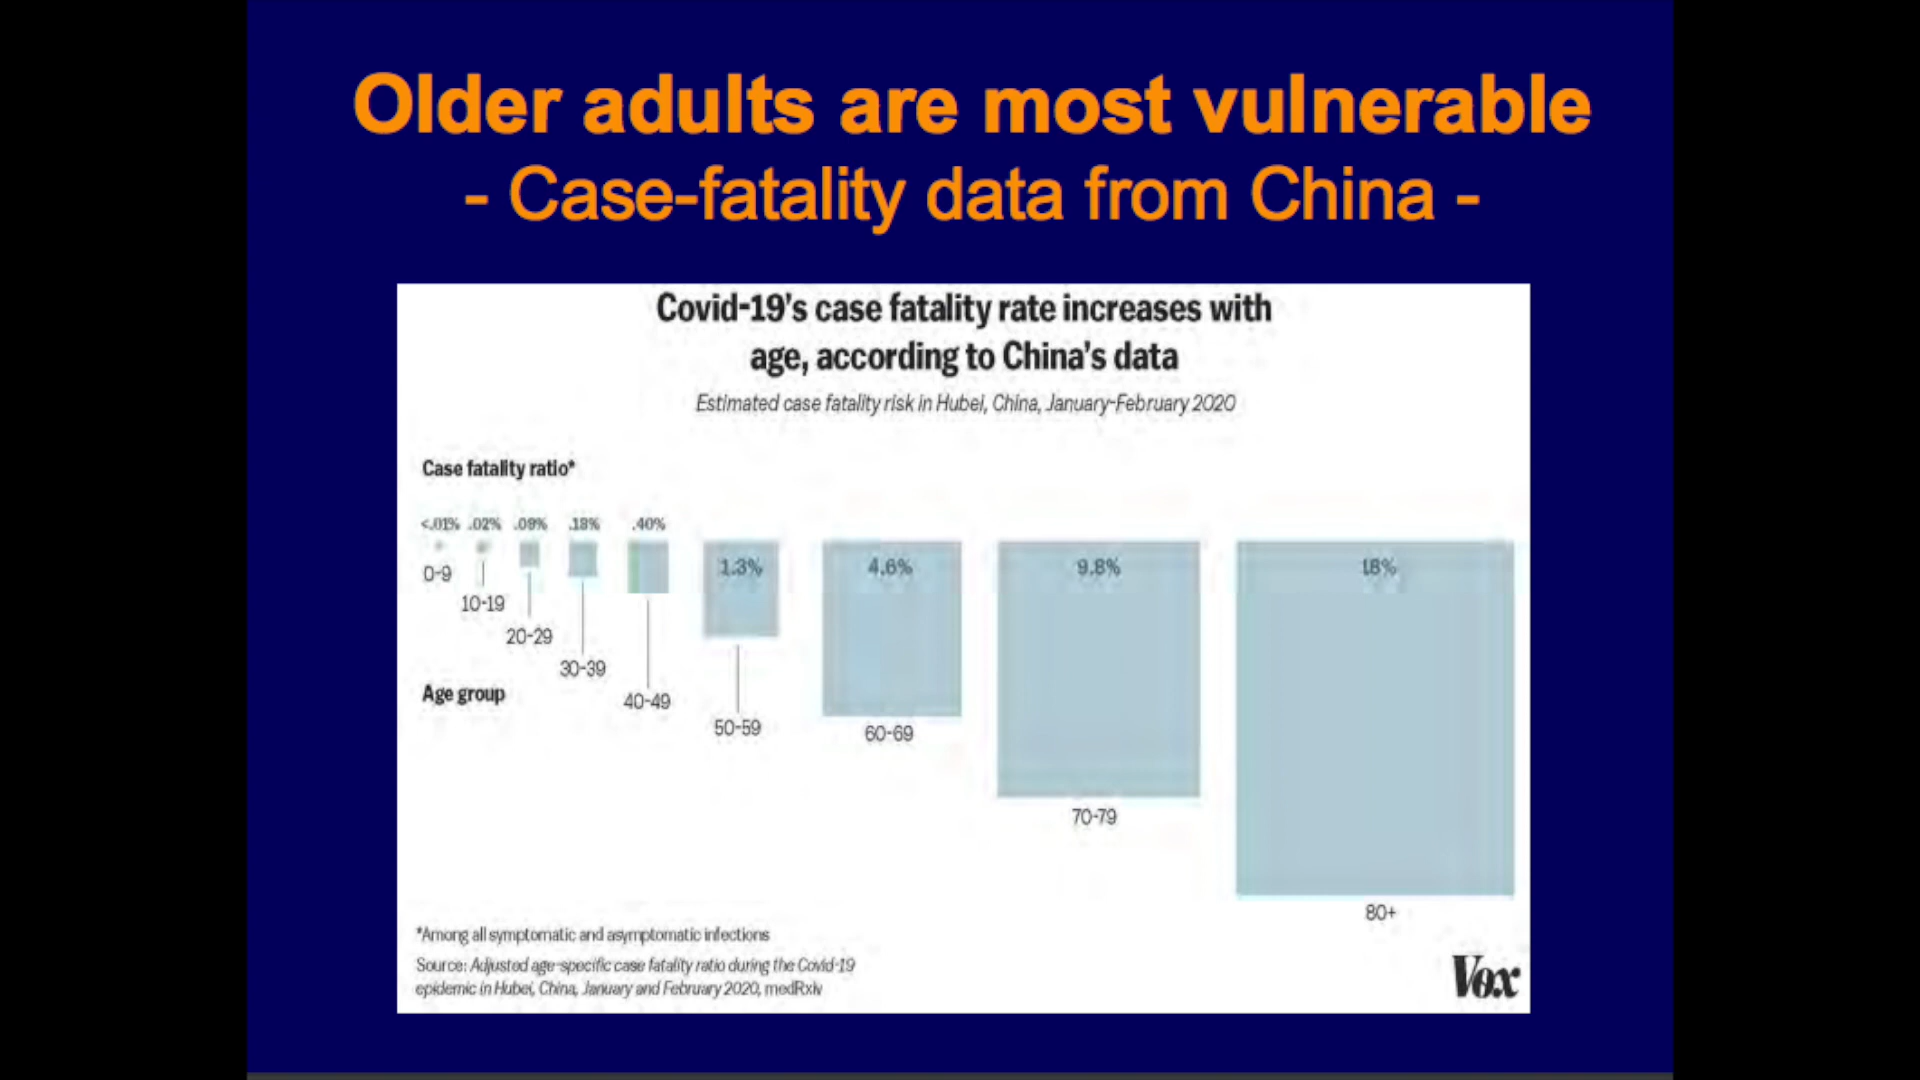 Older adults are most vulnerable
- Case-fatality data from China -
Covid-19's case fatality rate increases with
age, according to China's data
Estimated case fatality risk in Hubei, China, January-February 2020
Case fatality ratio*
<.01% .02% .09% .18% .40%
1.3% 4.6% 9.8% 18%
0-9
10-19
20-29
30-39
Age group
40-49
50-59
60-69
70-79
80+
*Among all symptomatic and asymptomatic infections
Source: Adjusted age-specific case fatality ratio during the Covid-19
epidemic in Hubei, China, January and February 2020, medRxiv
Vox